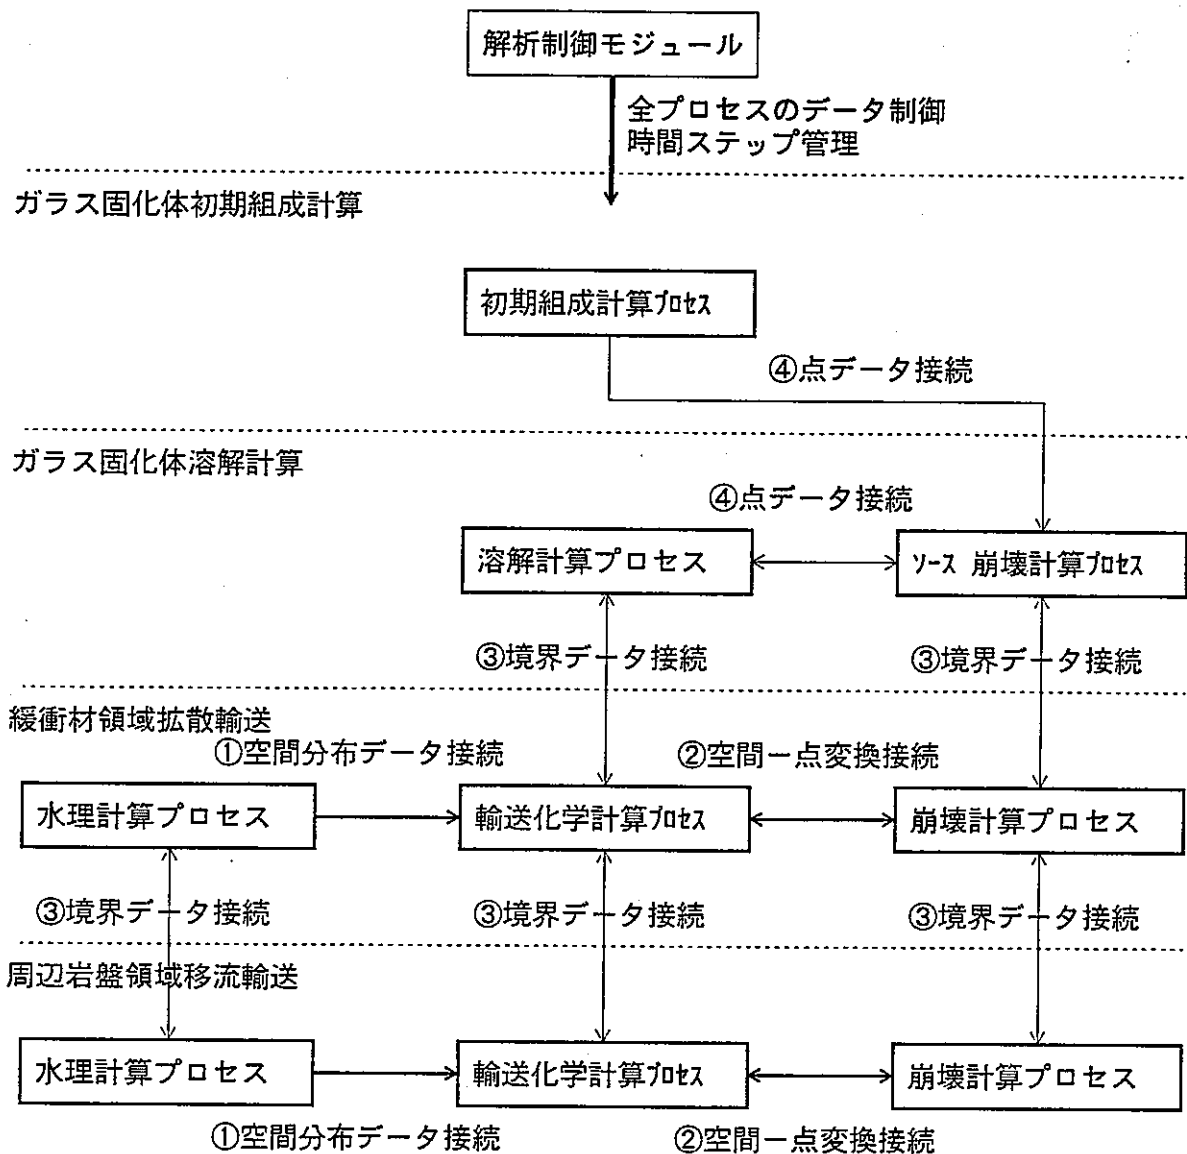 解析制御モジュール
全プロセスのデータ制御
時間ステップ管理
ガラス固化体初期組成計算
初期組成計算プロセス
④点データ接続
ガラス固化体溶解計算
④点データ接続
溶解計算プロセス
ソース 崩壊計算プロセス
③境界データ接続
③境界データ接続
緩衝材領域拡散輸送
①空間分布データ接続
②空間ー点変換接続
水理計算プロセス
輸送化学計算プロセス
崩壊計算プロセス
③境界データ接続
③境界データ接続
③境界データ接続
周辺岩盤領域移流輸送
水理計算プロセス
輸送化学計算プロセス
崩壊計算プロセス
①空間分布データ接続
②空間ー点変換接続